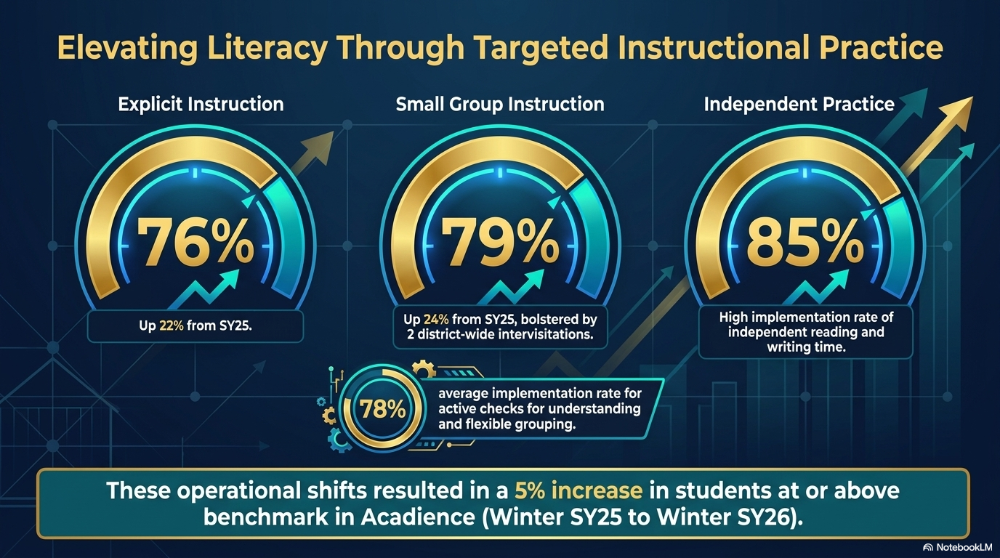 Elevating Literacy Through Targeted Instructional Practice
Explicit Instruction
76%
Up 22% from SY25.
Small Group Instruction
79%
Up 24% from SY25, bolstered by
2 district-wide intervisitations.
Independent Practice
85%
High implementation rate of
independent reading and
writing time.
78%
average implementation rate for
active checks for understanding
and flexible grouping.
These operational shifts resulted in a 5% increase in students at or above
benchmark in Acadience (Winter SY25 to Winter SY26).
NotebookLM